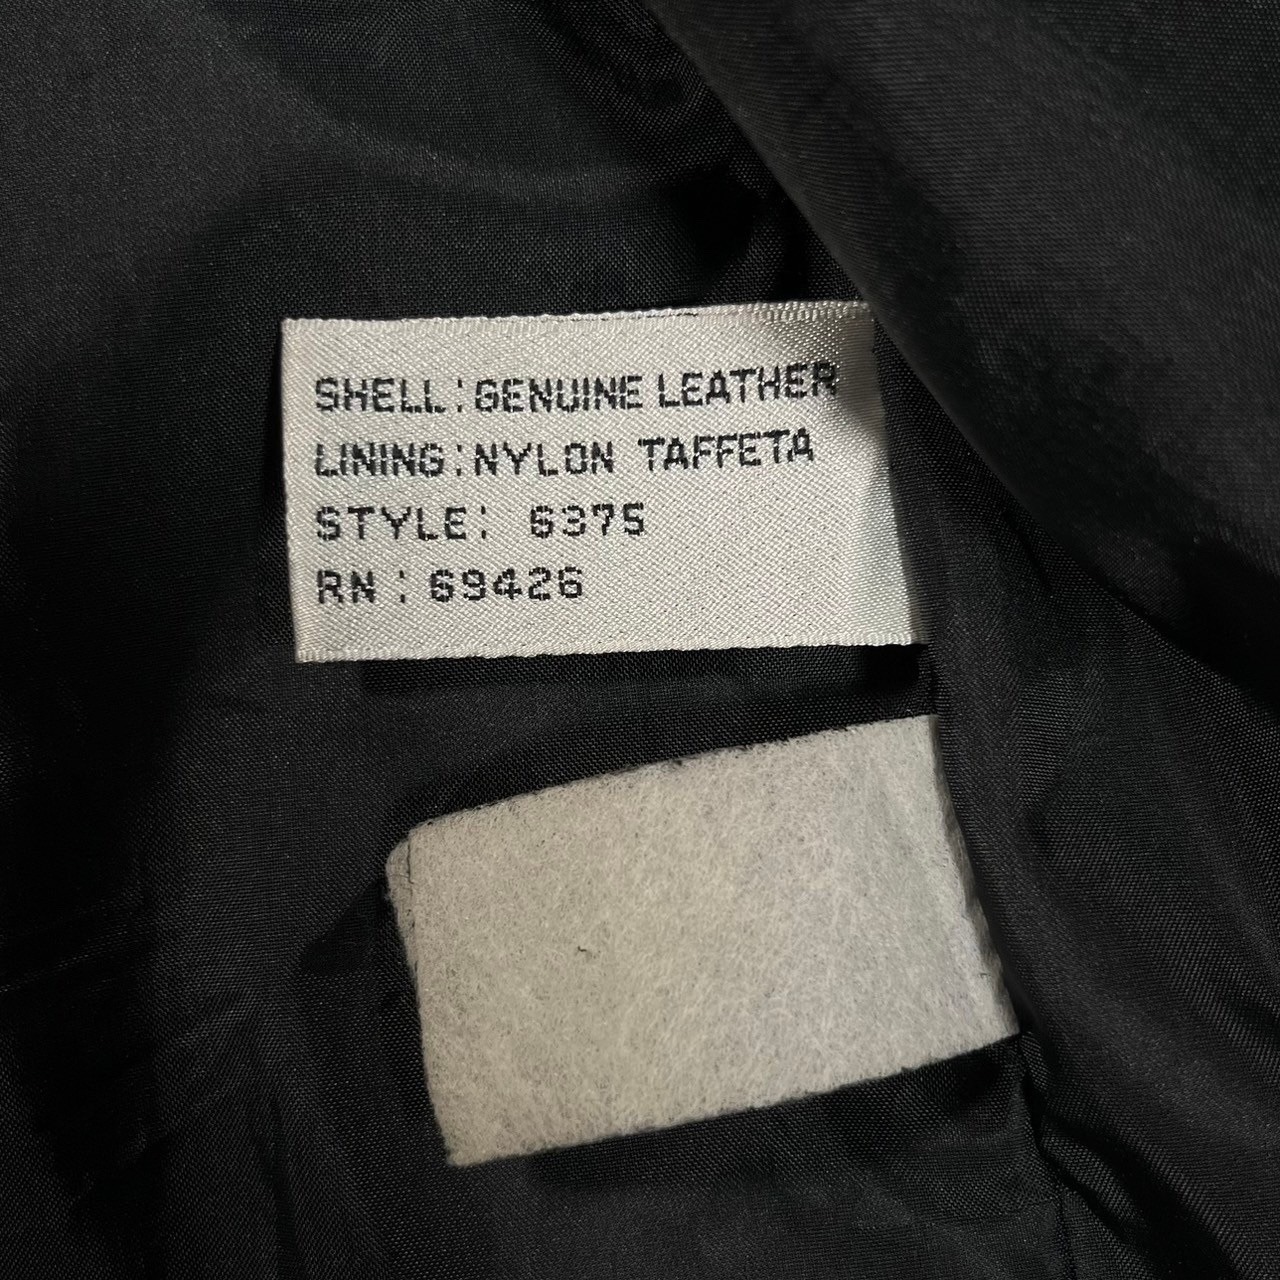 SHELL: GENUINE LEATHER
LINING: NYLON TAFFETA
STYLE: 6375
RN: 69426